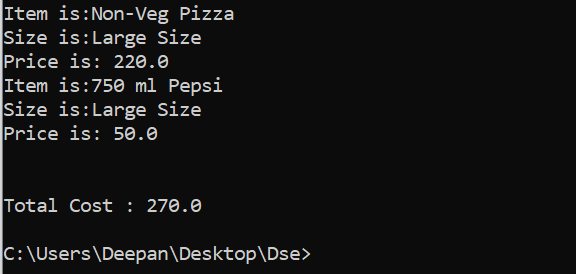 Item is:Non-Veg Pizza
Size is:Large Size
Price is: 220.0
Item is:750 ml Pepsi
Size is:Large Size
Price is: 50.0
Total Cost : 270.0
C:\Users\Deepan\Desktop\Dse>